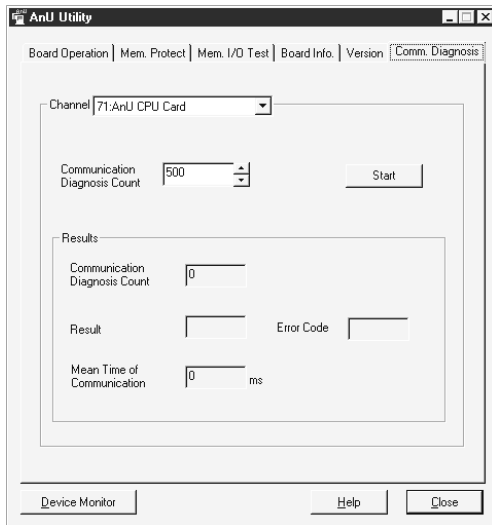 AnU
AnU Utility
Board Operation Mem. Protect Mem. I/O Test Board Info. Version Comm. Diagnosis
Channel 71:AnU CPU Card
Communication
Diagnosis Count
500
Start
Results
Communication
Diagnosis Count
0
Result
Error Code
Mean Time of
Communication
0 ms
Device Monitor Help Close